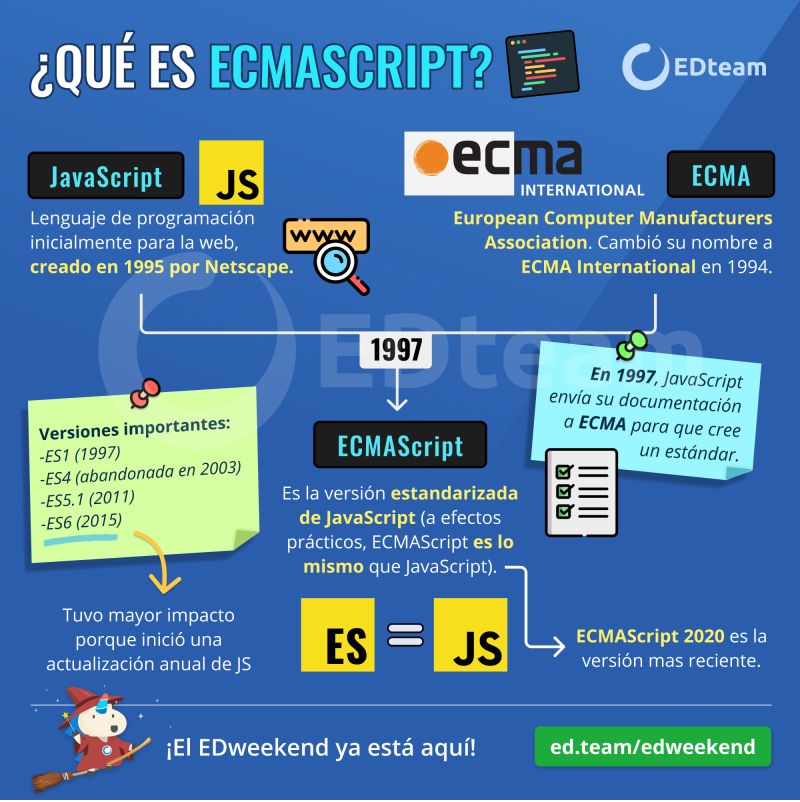 ¿QUÉ ES ECMASCRIPT?
EDteam
JavaScript
JS
Lenguaje de programación
inicialmente para la web,
creado en 1995 por Netscape.
www
ecma
INTERNATIONAL
ECMA
European Computer Manufacturers
Association. Cambió su nombre a
ECMA International en 1994.
EDteam
1997
En 1997, JavaScript
envía su documentación
a ECMA para que cree
un estándar.
Versiones importantes:
-ES1 (1997)
-ES4 (abandonada en 2003)
-ES5.1 (2011)
-ES6 (2015)
Tuvo mayor impacto
porque inició una
actualización anual de JS
ECMAScript
Es la versión estandarizada
de JavaScript (a efectos
prácticos, ECMAScript es lo
mismo que JavaScript).
ES = JS
ECMAScript 2020 es la
versión mas reciente.
¡El EDweekend ya está aquí!
ed.team/edweekend